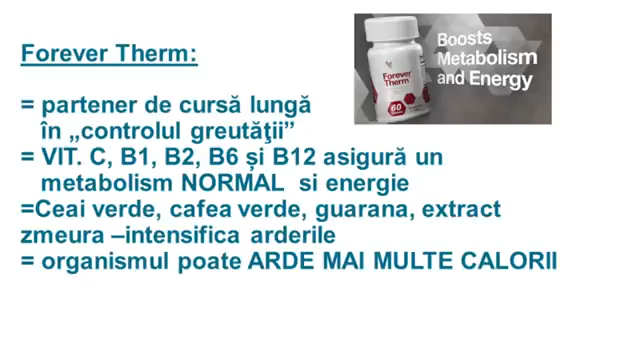 Forever Therm:
Boosts
Metabolism
and Energy
Forever
Therm
60
= partener de cursă lungă
în „controlul greutăţii”
= VIT. C, B1, B2, B6 și B12 asigură un
metabolism NORMAL si energie
=Ceai verde, cafea verde, guarana, extract
zmeura –intensifica arderile
= organismul poate ARDE MAI MULTE CALORII